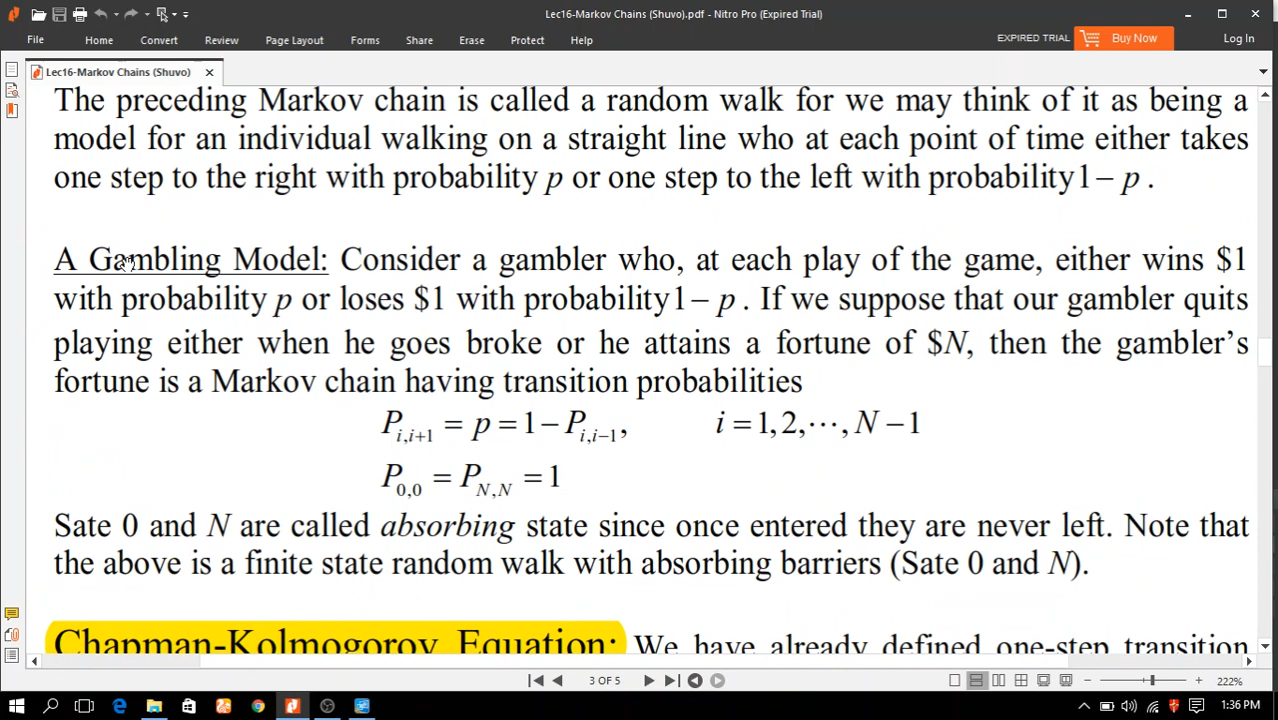 Lec16-Markov Chains (Shuvo).pdf - Nitro Pro (Expired Trial)
File Home Convert Review Page Layout Forms Share Erase Protect Help EXPIRED TRIAL Buy Now Log In
Lec16-Markov Chains (Shuvo)
The preceding Markov chain is called a random walk for we may think of it as being a
model for an individual walking on a straight line who at each point of time either takes
one step to the right with probability p or one step to the left with probability 1 − p .
A Gambling Model: Consider a gambler who, at each play of the game, either wins $1
with probability p or loses $1 with probability 1 − p . If we suppose that our gambler quits
playing either when he goes broke or he attains a fortune of $N, then the gambler's
fortune is a Markov chain having transition probabilities
P_{i,i+1} = p = 1 − P_{i,i−1}, i = 1, 2, ⋯, N − 1
P_{0,0} = P_{N,N} = 1
Sate 0 and N are called absorbing state since once entered they are never left. Note that
the above is a finite state random walk with absorbing barriers (Sate 0 and N).
Chapman-Kolmogorov Equation: We have already defined one-step transition
3 OF 5 222%
1:36 PM